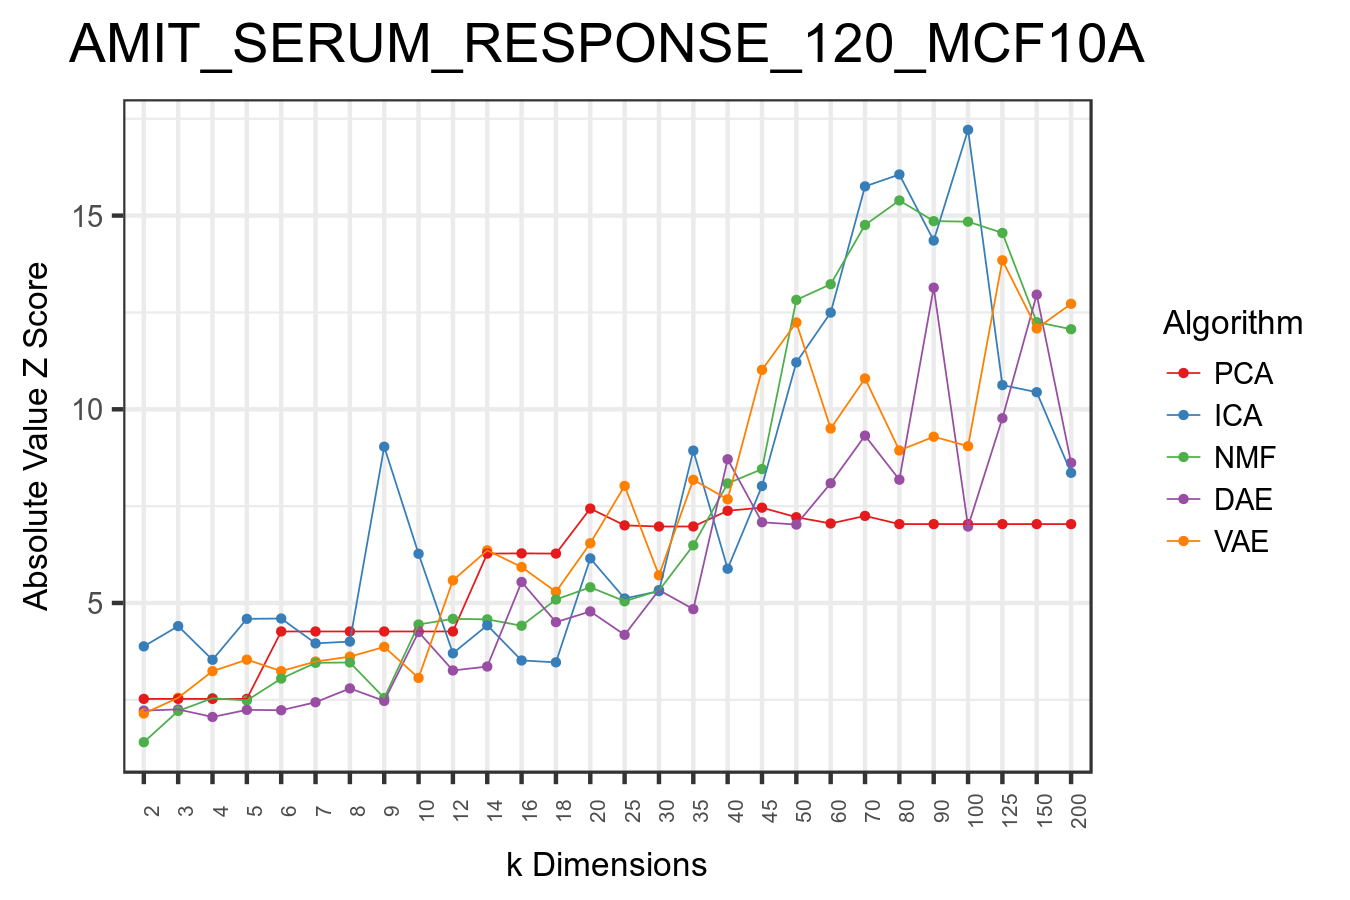 AMIT_SERUM_RESPONSE_120_MCF10A
Absolute Value Z Score
15
10
5
2 3 4 5 6 7 8 9 10 12 14 16 18 20 25 30 35 40 45 50 60 70 80 90 100 125 150 200
k Dimensions
Algorithm
PCA
ICA
NMF
DAE
VAE